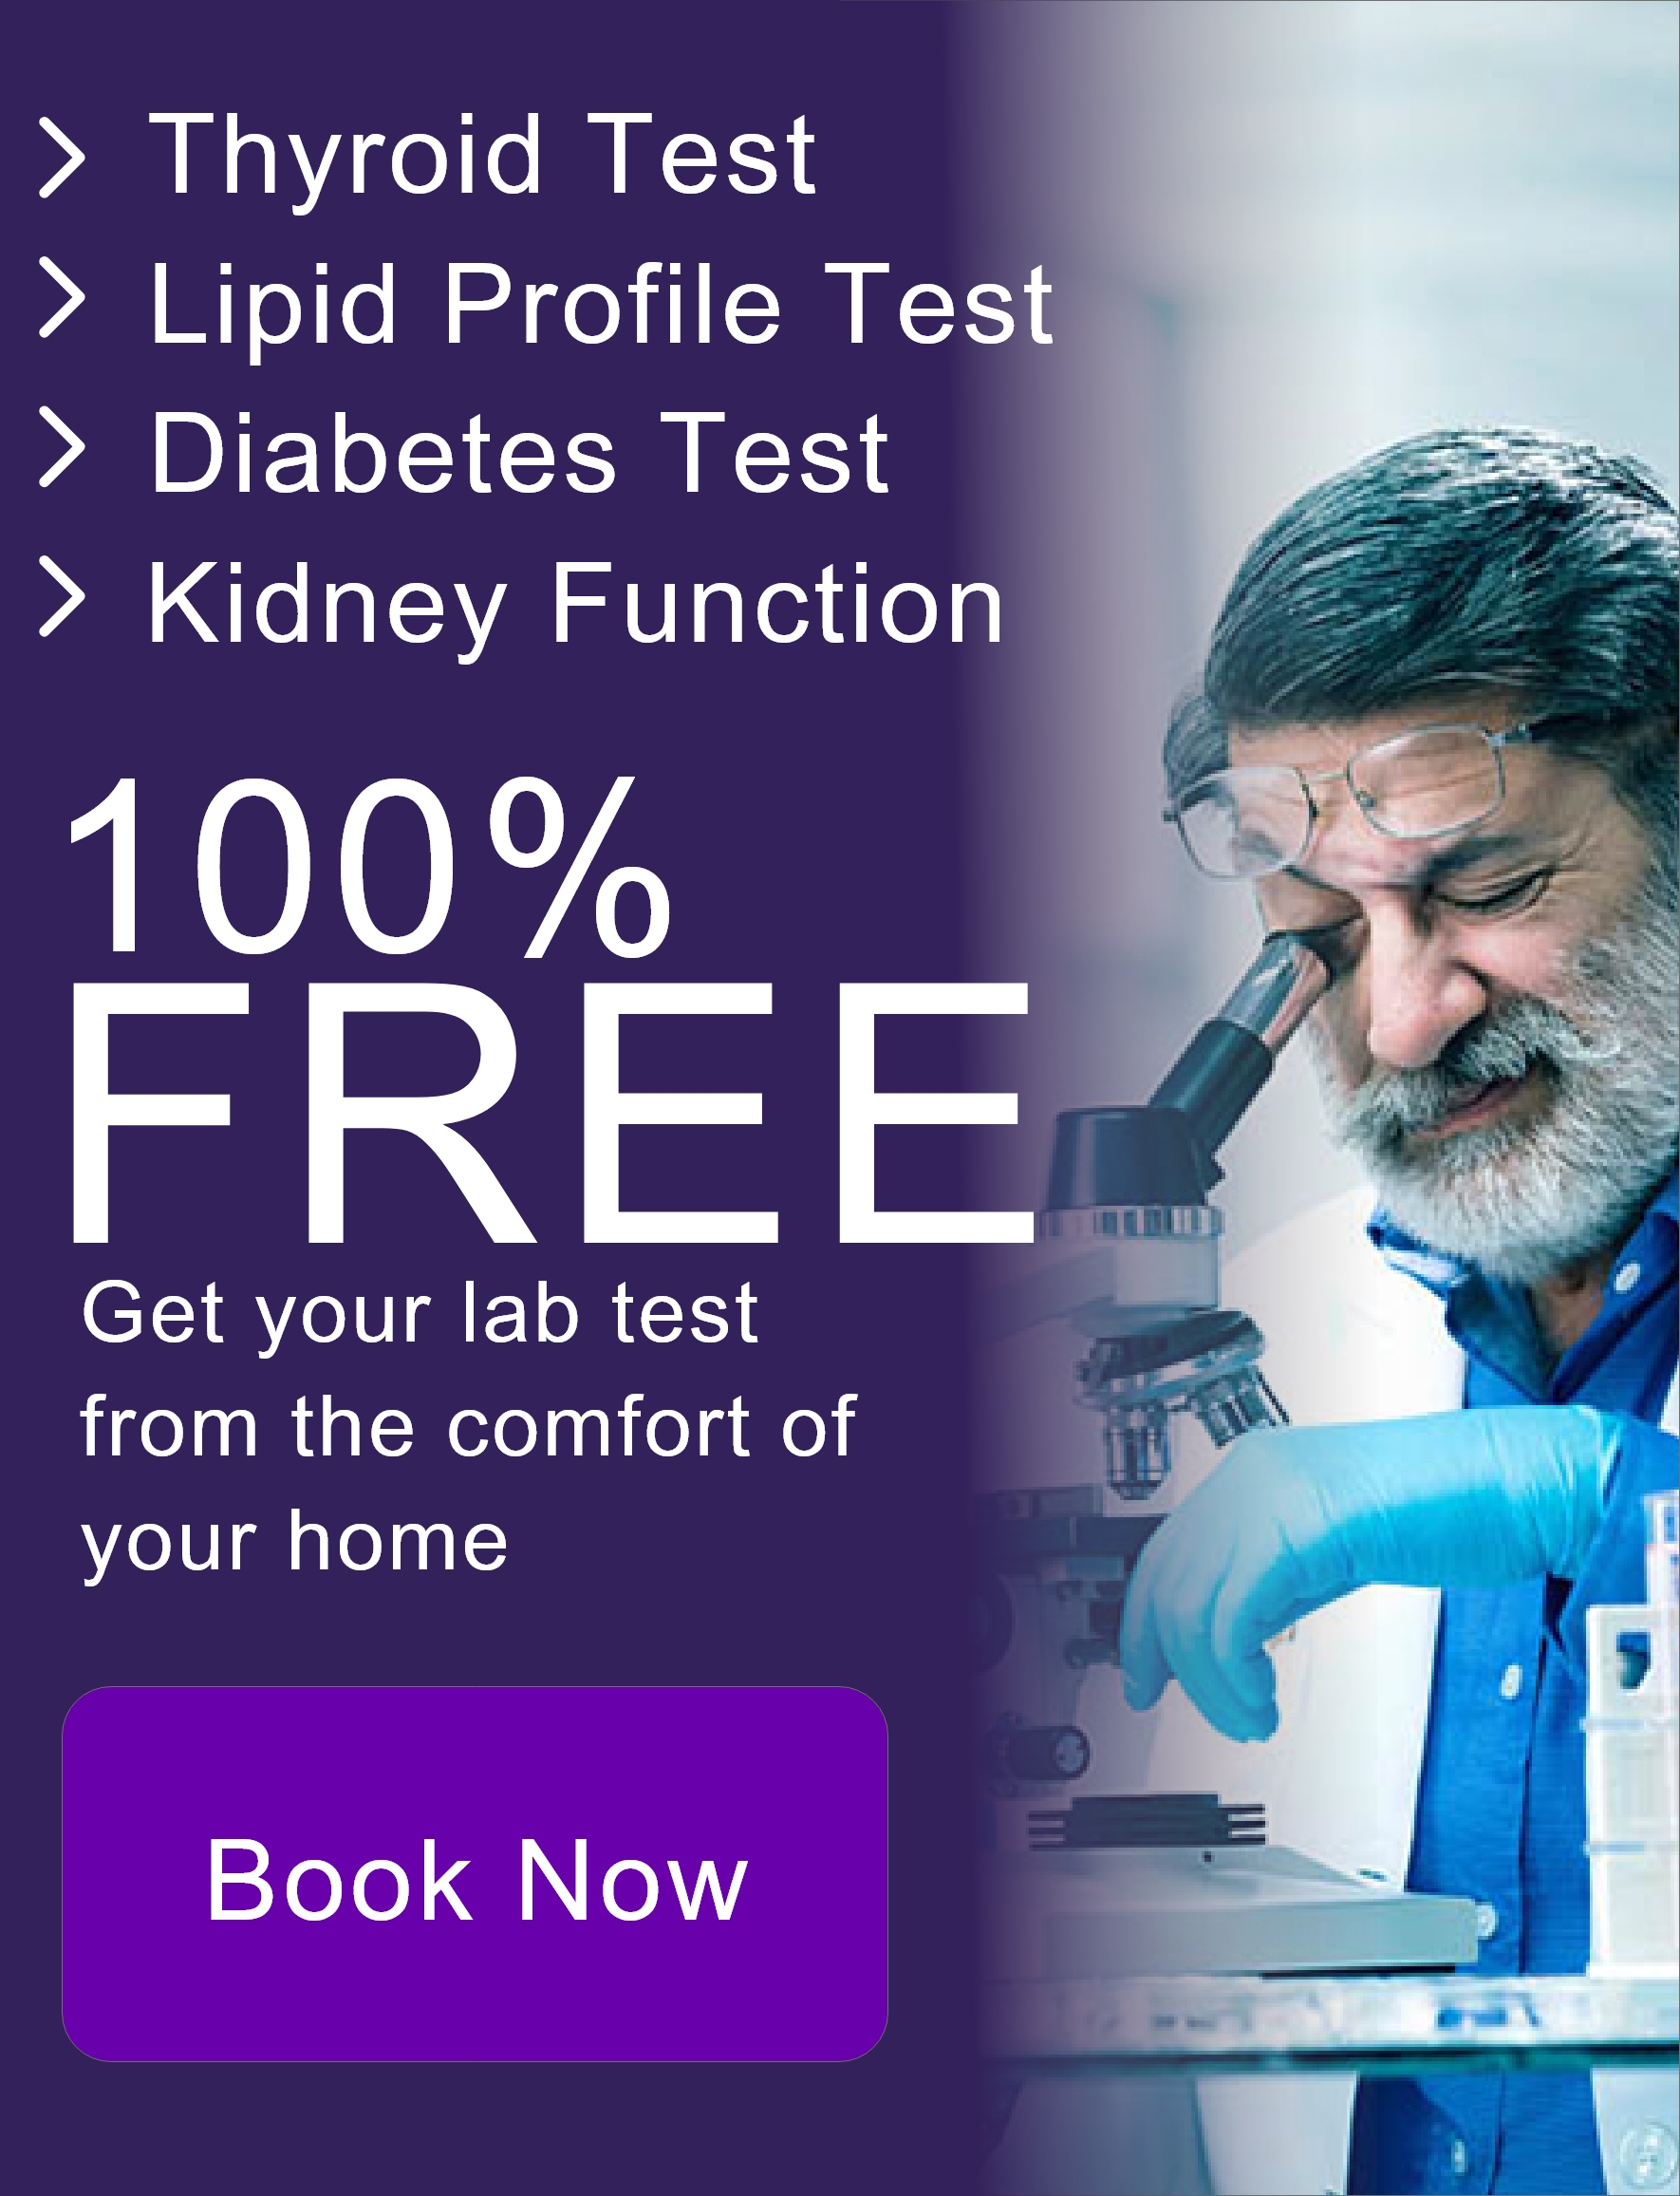 Thyroid Test
Lipid Profile Test
Diabetes Test
Kidney Function
100%
FREE
Get your lab test
from the comfort of
your home
Book Now